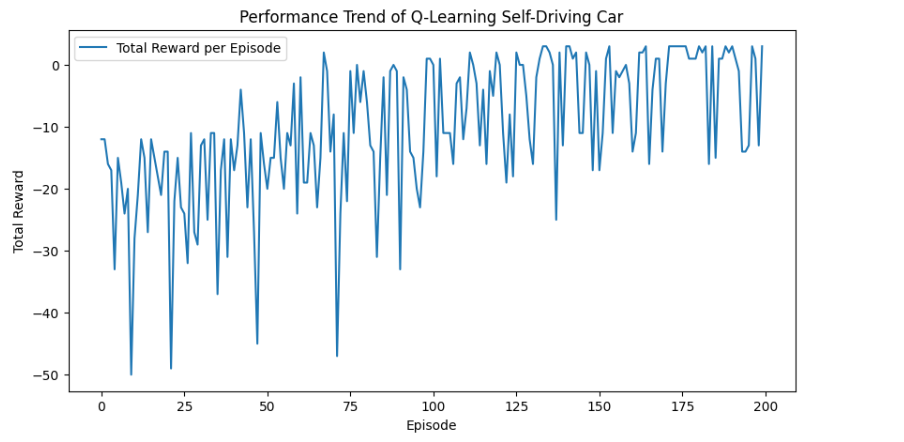 Performance Trend of Q-Learning Self-Driving Car
Total Reward per Episode
Total Reward
0
−10
−20
−30
−40
−50
0 25 50 75 100 125 150 175 200
Episode